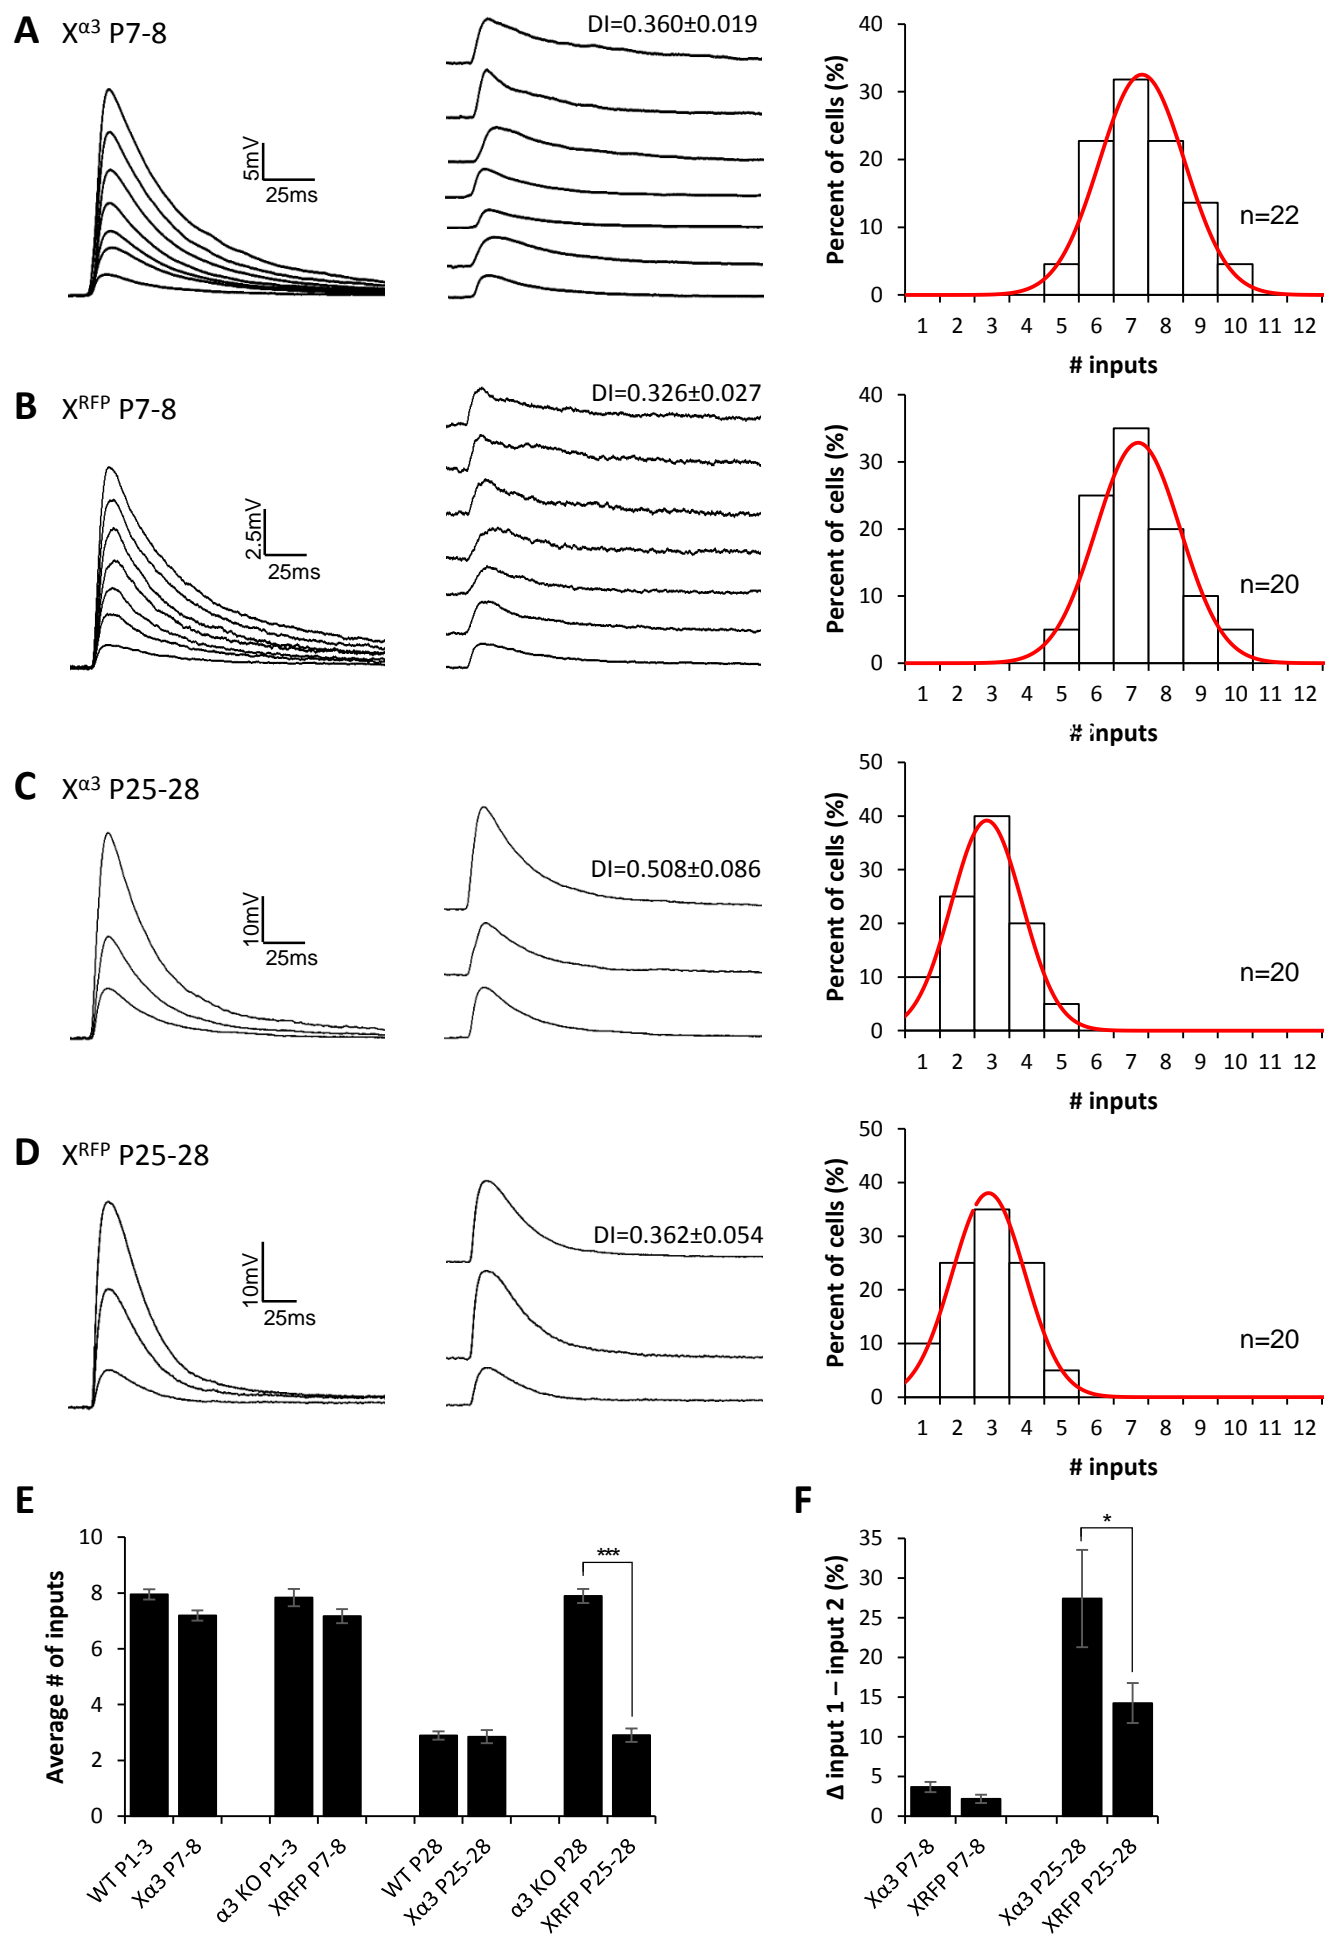 A X^α3 P7-8
5mV
25ms
DI=0.360±0.019
Percent of cells (%)
40
30
20
10
0
n=22
1 2 3 4 5 6 7 8 9 10 11 12
# inputs
B X^RFP P7-8
2.5mV
25ms
DI=0.326±0.027
Percent of cells (%)
40
30
20
10
0
n=20
1 2 3 4 5 6 7 8 9 10 11 12
# inputs
C X^α3 P25-28
10mV
25ms
DI=0.508±0.086
Percent of cells (%)
50
40
30
20
10
0
n=20
1 2 3 4 5 6 7 8 9 10 11 12
# inputs
D X^RFP P25-28
10mV
25ms
DI=0.362±0.054
Percent of cells (%)
50
40
30
20
10
0
n=20
1 2 3 4 5 6 7 8 9 10 11 12
# inputs
E
Average # of inputs
10
8
6
4
2
0
***
WT P1-3
Xα3 P7-8
α3 KO P1-3
XRFP P7-8
WT P28
Xα3 P25-28
α3 KO P28
XRFP P25-28
F
Δ input 1 – input 2 (%)
35
30
25
20
15
10
5
0
*
Xα3 P7-8
XRFP P7-8
Xα3 P25-28
XRFP P25-28